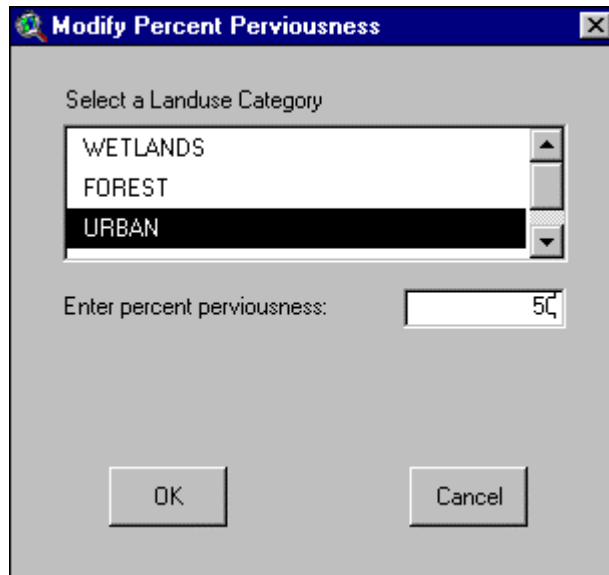 Modify Percent Perviousness
Select a Landuse Category
WETLANDS
FOREST
URBAN
Enter percent perviousness:
50
OK
Cancel